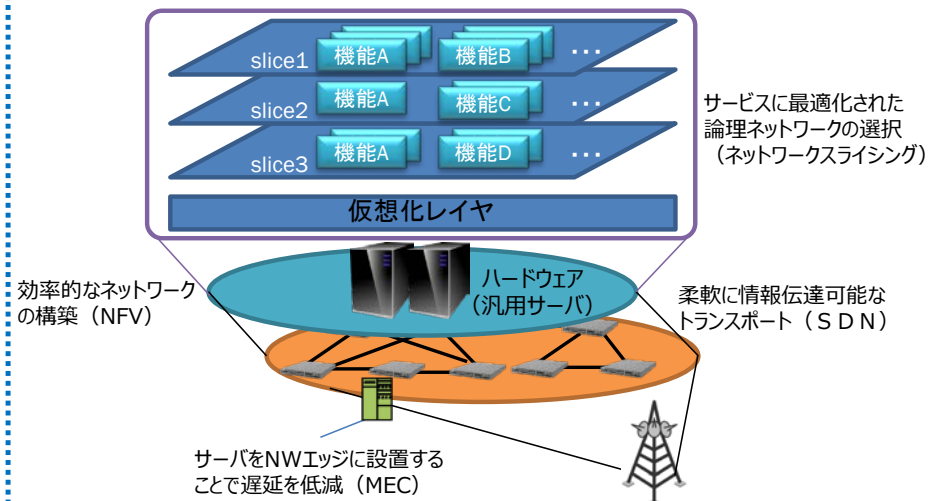 slice1
機能A
機能B
…
slice2
機能A
機能C
slice3
機能A
機能D
…
仮想化レイヤ
サービスに最適化された
論理ネットワークの選択
（ネットワークスライシング）
ハードウェア
（汎用サーバ）
効率的なネットワーク
の構築（NFV）
柔軟に情報伝達可能な
トランスポート（ＳＤＮ）
サーバをNWエッジに設置する
ことで遅延を低減（MEC）